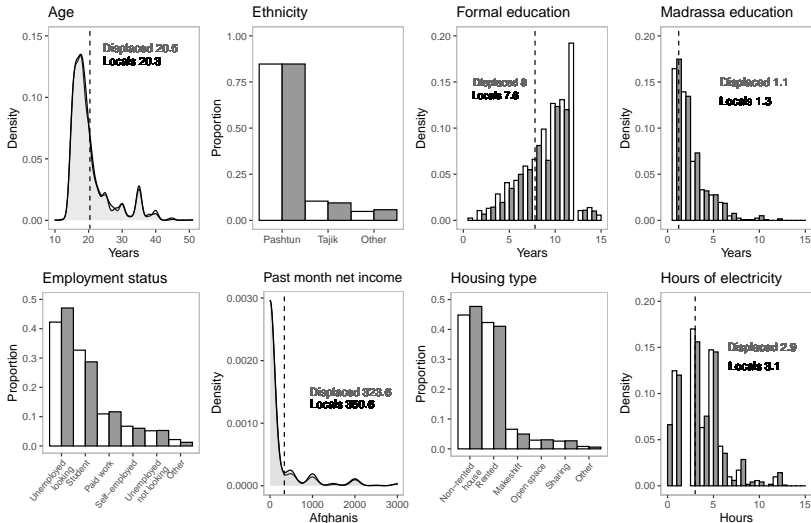 Age
Displaced 20.5
Locals 20.3
0.15
0.10
0.05
0.00
Density
10 20 30 40 50
Years
Ethnicity
1.00
0.75
0.50
0.25
0.00
Proportion
Pashtun Tajik Other
Formal education
Displaced 8
Locals 7.6
0.20
0.15
0.10
0.05
0.00
Density
0 5 10 15
Years
Madrassa education
Displaced 1.1
Locals 1.3
0.20
0.15
0.10
0.05
0.00
Density
0 5 10 15
Years
Employment status
0.5
0.4
0.3
0.2
0.1
0.0
Proportion
Unemployed
looking
Student
Paid work
Self-employed
Unemployed
not looking
Other
Past month net income
Displaced 323.6
0.0030
0.0020
0.0010
0.0000
Density
0 1000 2000 3000
Afghanis
Housing type
0.5
0.4
0.3
0.2
0.1
0.0
Proportion
Non-rented
house
Rented
Makeshift
Open space
Sharing
Other
Hours of electricity
Displaced 2.9
Locals 3.1
0.20
0.15
0.10
0.05
0.00
Density
0 5 10 15
Hours